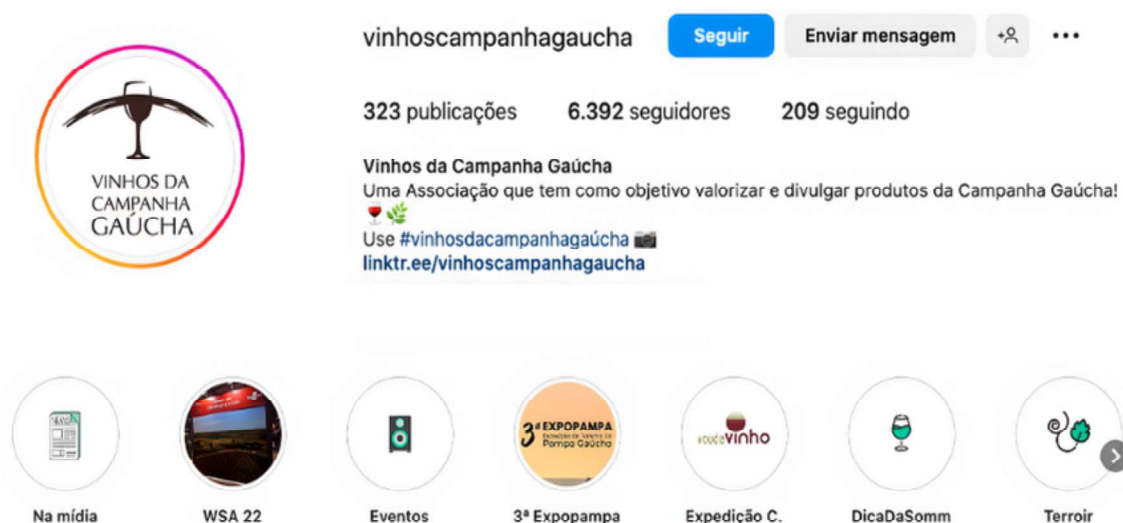 vinhoscampanhagaucha Seguir Enviar mensagem
323 publicações 6.392 seguidores 209 seguindo
Vinhos da Campanha Gaúcha
Uma Associação que tem como objetivo valorizar e divulgar produtos da Campanha Gaúcha!
🍷🌿
Use #vinhosdacampanhagaúcha 📷
linktr.ee/vinhoscampanhagaucha
VINHOS DA
CAMPANHA
GAÚCHA
3ª EXPOPAMPA
Pampa Gaúcho
vinho
Na mídia WSA 22 Eventos 3ª Expopampa Expedição C. DicaDaSomm Terroir